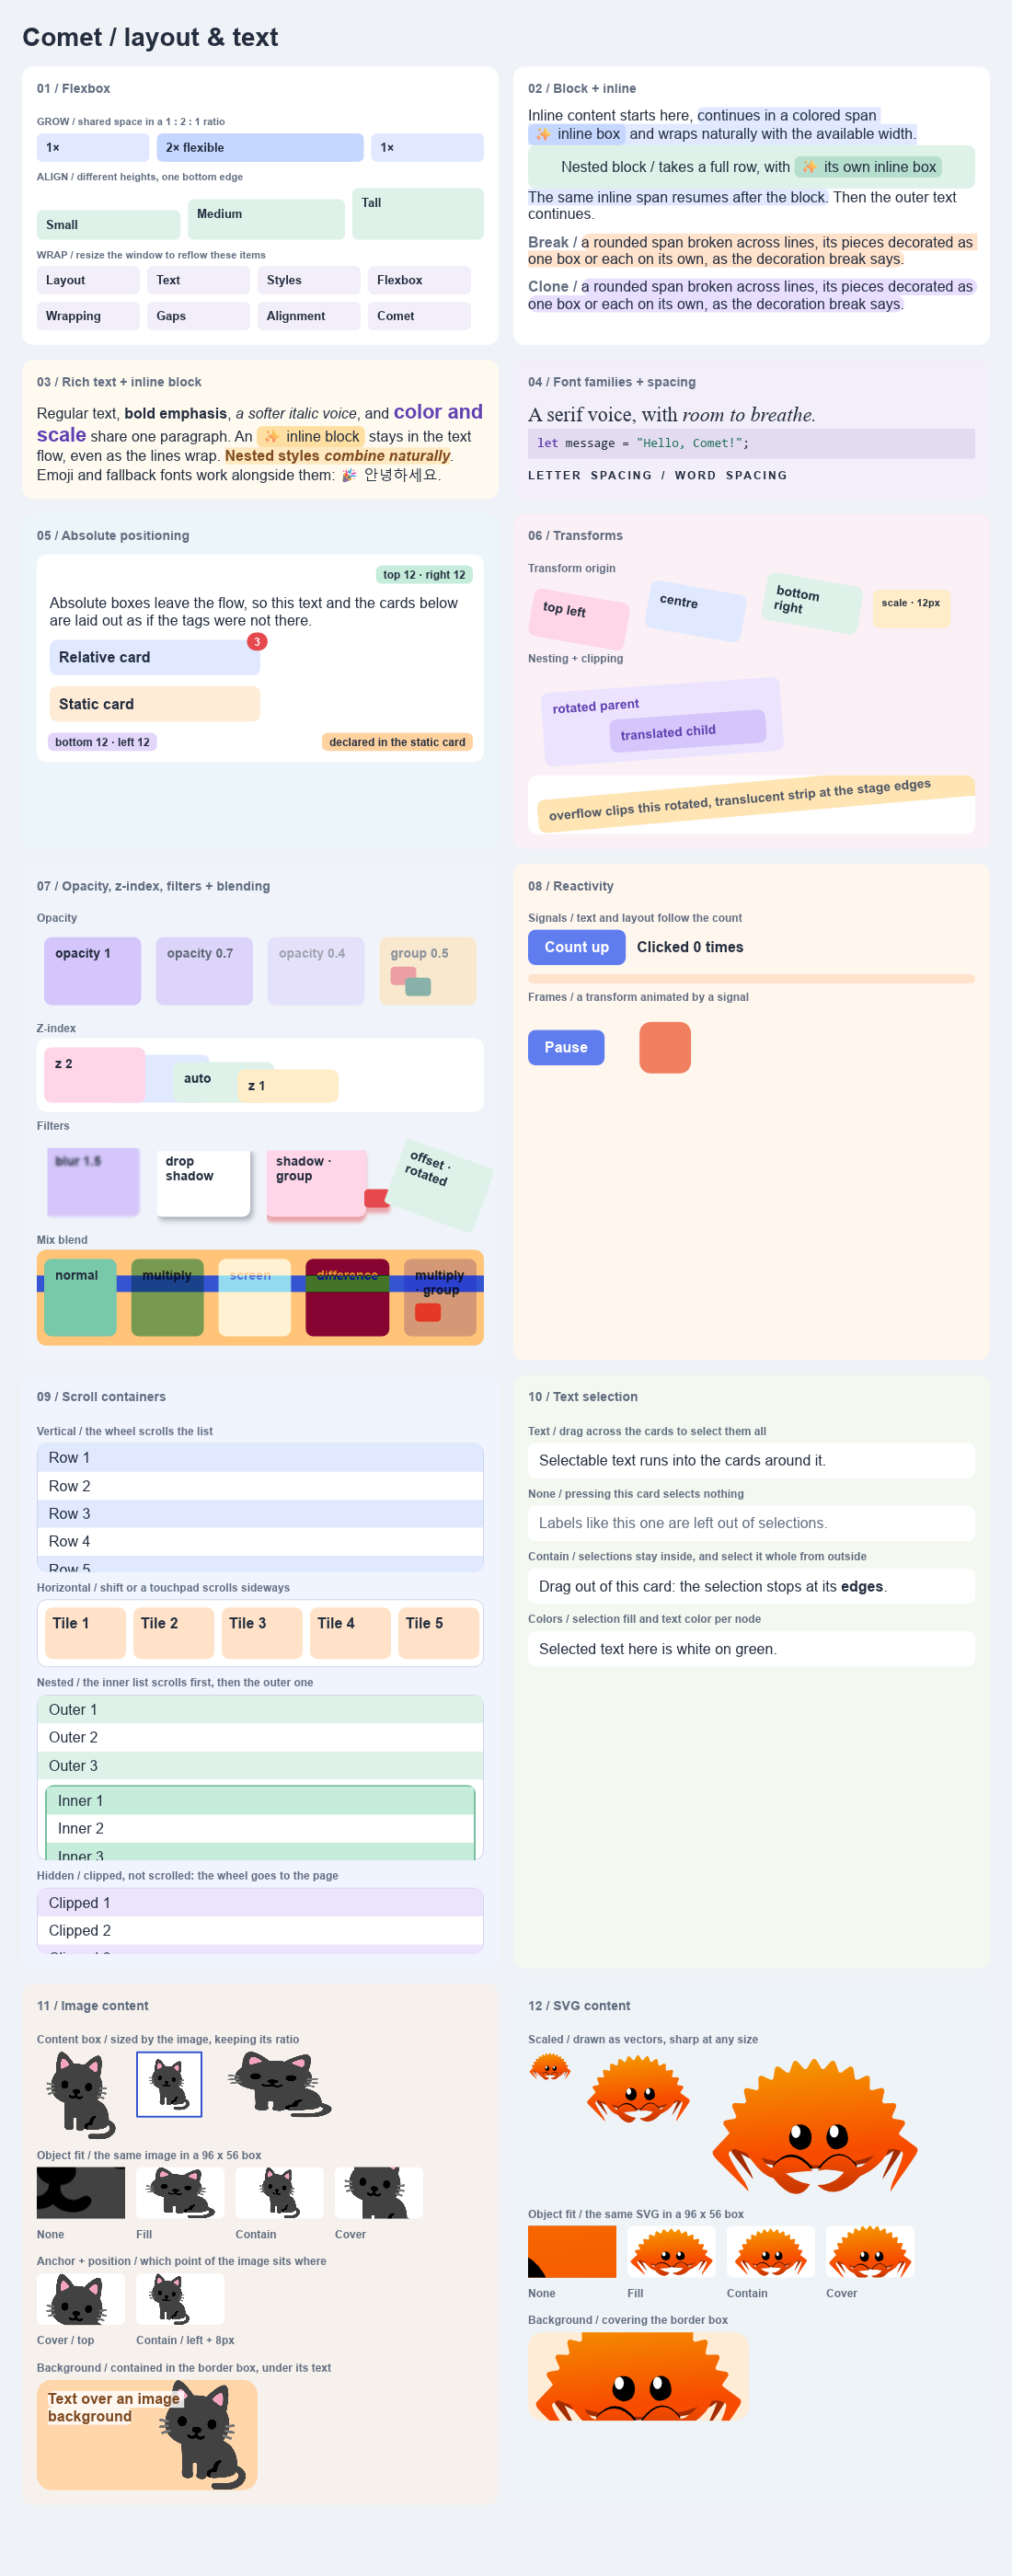 Comet / layout & text
01 / Flexbox
GROW / shared space in a 1 : 2 : 1 ratio
1×
2× flexible
1×
ALIGN / different heights, one bottom edge
Small
Medium
Tall
WRAP / resize the window to reflow these items
Layout
Text
Styles
Flexbox
Wrapping
Gaps
Alignment
Comet
02 / Block + inline
Inline content starts here, continues in a colored span
✨ inline box and wraps naturally with the available width.
Nested block / takes a full row, with ✨ its own inline box
The same inline span resumes after the block. Then the outer text
continues.
Break / a rounded span broken across lines, its pieces decorated as
one box or each on its own, as the decoration break says.
Clone / a rounded span broken across lines, its pieces decorated as
one box or each on its own, as the decoration break says.
03 / Rich text + inline block
Regular text, bold emphasis, a softer italic voice, and color and
scale share one paragraph. An ✨ inline block stays in the text
flow, even as the lines wrap. Nested styles combine naturally.
Emoji and fallback fonts work alongside them: 🎉 안녕하세요.
04 / Font families + spacing
A serif voice, with room to breathe.
let message = "Hello, Comet!";
LETTER SPACING / WORD SPACING
05 / Absolute positioning
top 12 · right 12
Absolute boxes leave the flow, so this text and the cards below
are laid out as if the tags were not there.
3
Relative card
Static card
bottom 12 · left 12
declared in the static card
06 / Transforms
Transform origin
top left
centre
bottom
right
scale · 12px
Nesting + clipping
rotated parent
translated child
overflow clips this rotated, translucent strip at the stage edges
07 / Opacity, z-index, filters + blending
Opacity
opacity 1
opacity 0.7
opacity 0.4
group 0.5
Z-index
z 2
auto
z 1
Filters
blur 1.5
drop
shadow
shadow ·
group
offset ·
rotated
Mix blend
normal
multiply
screen
difference
multiply
· group
08 / Reactivity
Signals / text and layout follow the count
Count up
Clicked 0 times
Frames / a transform animated by a signal
Pause
09 / Scroll containers
Vertical / the wheel scrolls the list
Row 1
Row 2
Row 3
Row 4
Row 5
Horizontal / shift or a touchpad scrolls sideways
Tile 1
Tile 2
Tile 3
Tile 4
Tile 5
Nested / the inner list scrolls first, then the outer one
Outer 1
Outer 2
Outer 3
Inner 1
Inner 2
Inner 3
Hidden / clipped, not scrolled: the wheel goes to the page
Clipped 1
Clipped 2
10 / Text selection
Text / drag across the cards to select them all
Selectable text runs into the cards around it.
None / pressing this card selects nothing
Labels like this one are left out of selections.
Contain / selections stay inside, and select it whole from outside
Drag out of this card: the selection stops at its edges.
Colors / selection fill and text color per node
Selected text here is white on green.
11 / Image content
Content box / sized by the image, keeping its ratio
Object fit / the same image in a 96 x 56 box
None
Fill
Contain
Cover
Anchor + position / which point of the image sits where
Cover / top
Contain / left + 8px
Background / contained in the border box, under its text
Text over an image
background
12 / SVG content
Scaled / drawn as vectors, sharp at any size
Object fit / the same SVG in a 96 x 56 box
None
Fill
Contain
Cover
Background / covering the border box